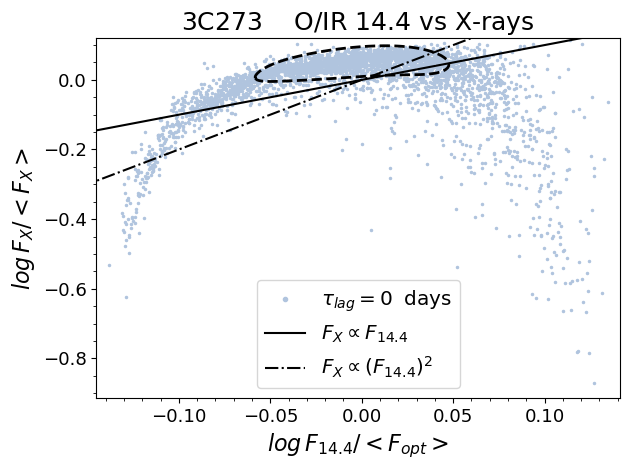 3C273 O/IR 14.4 vs X-rays
log F_X/ < F_X >
0.0
−0.2
−0.4
−0.6
−0.8
τ_lag = 0 days
F_X ∝ F_14.4
F_X ∝ (F_14.4)^2
−0.10 −0.05 0.00 0.05 0.10
log F_14.4/ < F_opt >